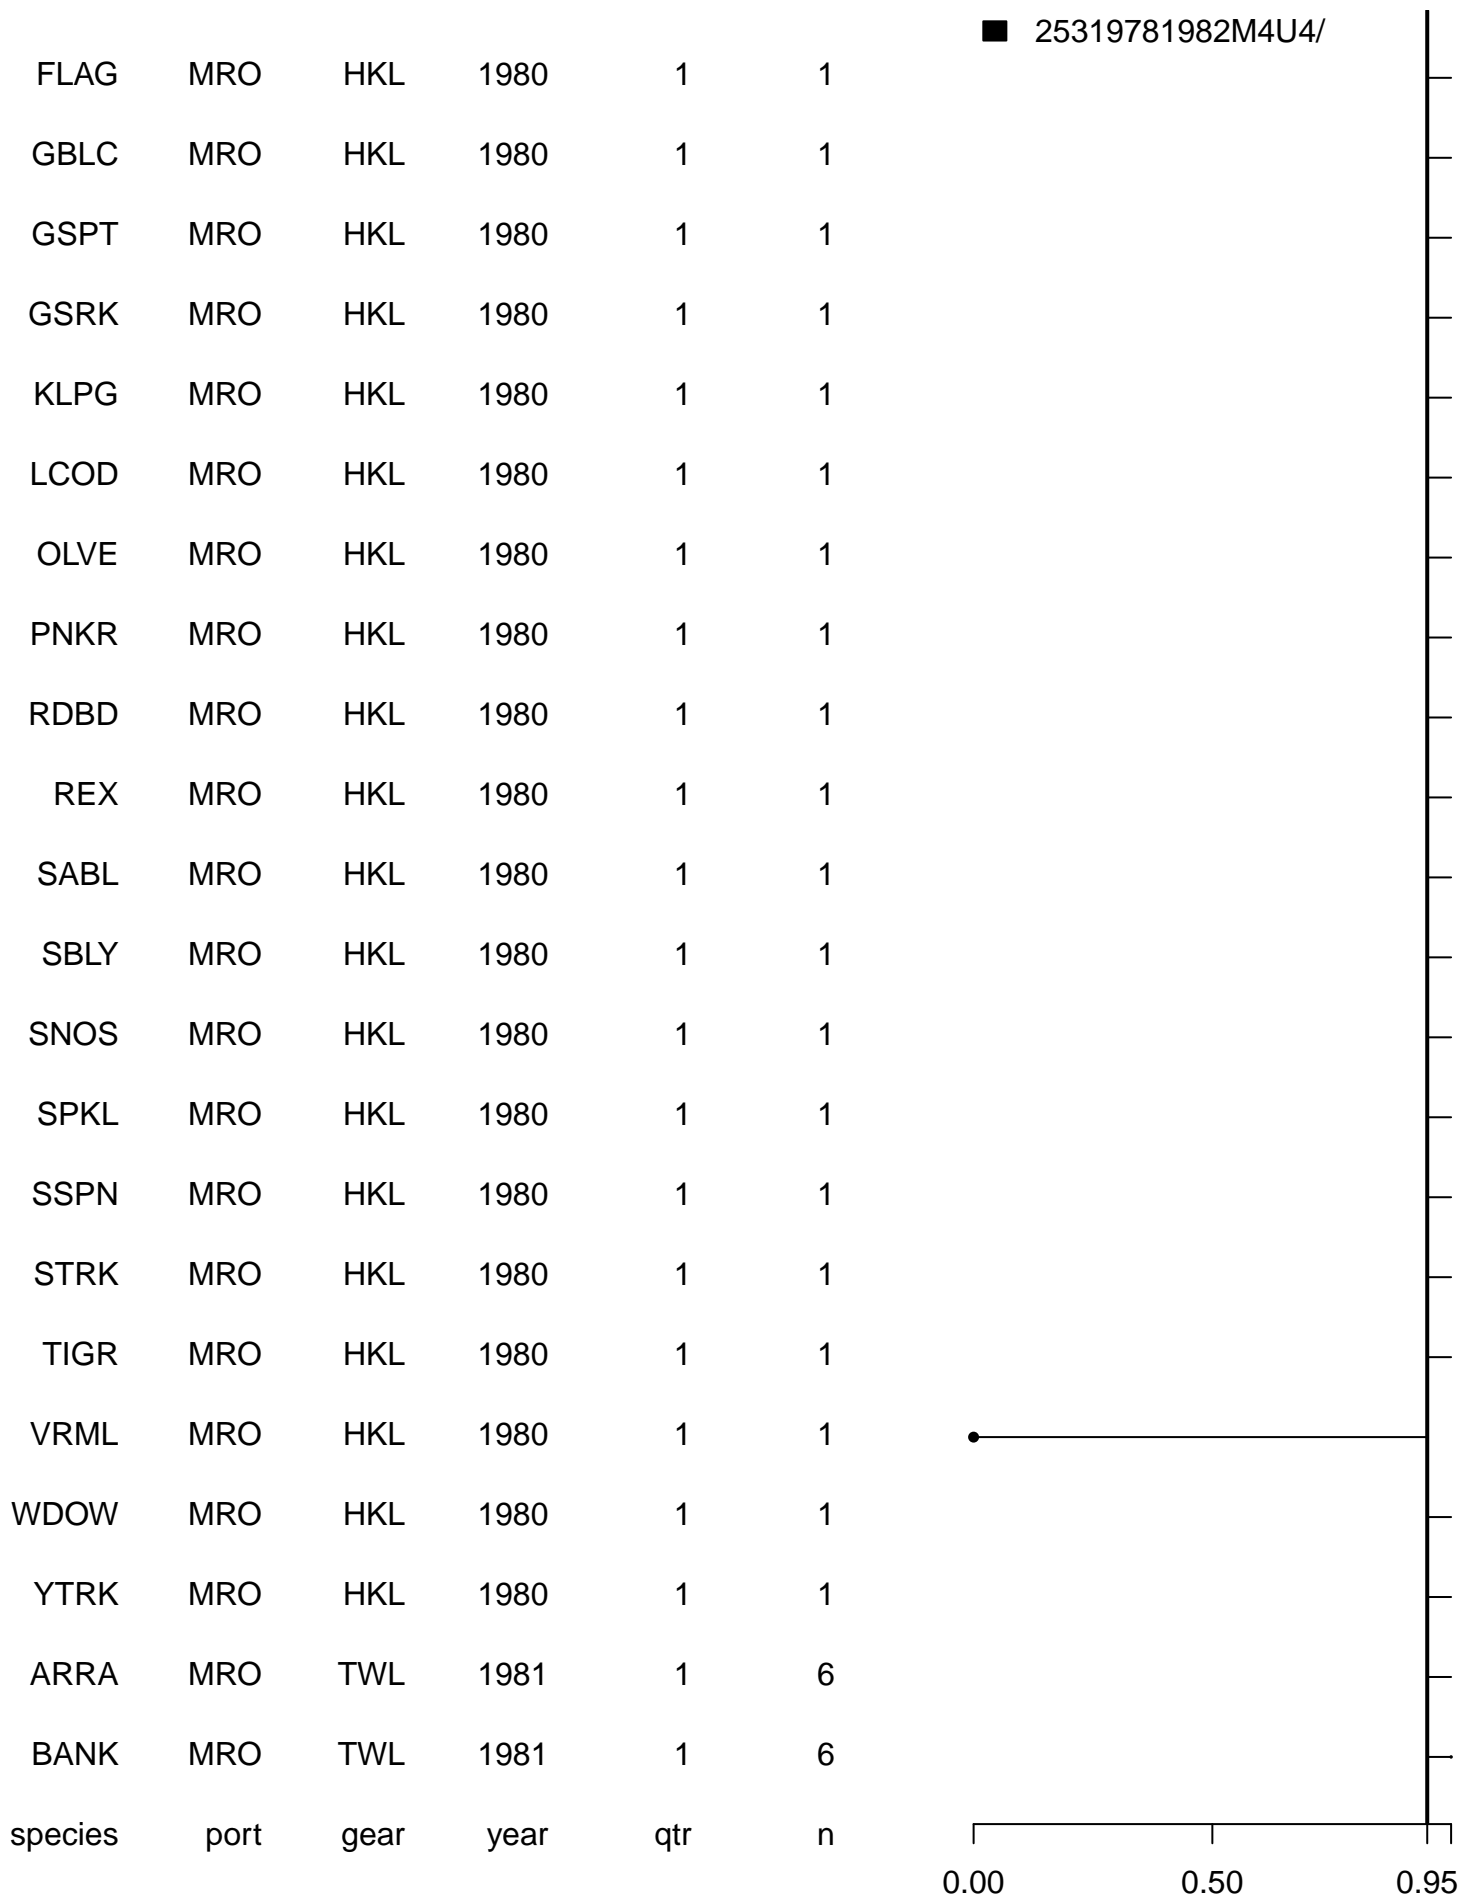 25319781982M4U4/
FLAG MRO HKL 1980 1 1
GBLC MRO HKL 1980 1 1
GSPT MRO HKL 1980 1 1
GSRK MRO HKL 1980 1 1
KLPG MRO HKL 1980 1 1
LCOD MRO HKL 1980 1 1
OLVE MRO HKL 1980 1 1
PNKR MRO HKL 1980 1 1
RDBD MRO HKL 1980 1 1
REX MRO HKL 1980 1 1
SABL MRO HKL 1980 1 1
SBLY MRO HKL 1980 1 1
SNOS MRO HKL 1980 1 1
SPKL MRO HKL 1980 1 1
SSPN MRO HKL 1980 1 1
STRK MRO HKL 1980 1 1
TIGR MRO HKL 1980 1 1
VRML MRO HKL 1980 1 1
WDOW MRO HKL 1980 1 1
YTRK MRO HKL 1980 1 1
ARRA MRO TWL 1981 1 6
BANK MRO TWL 1981 1 6
species port gear year qtr n
0.00 0.50 0.95